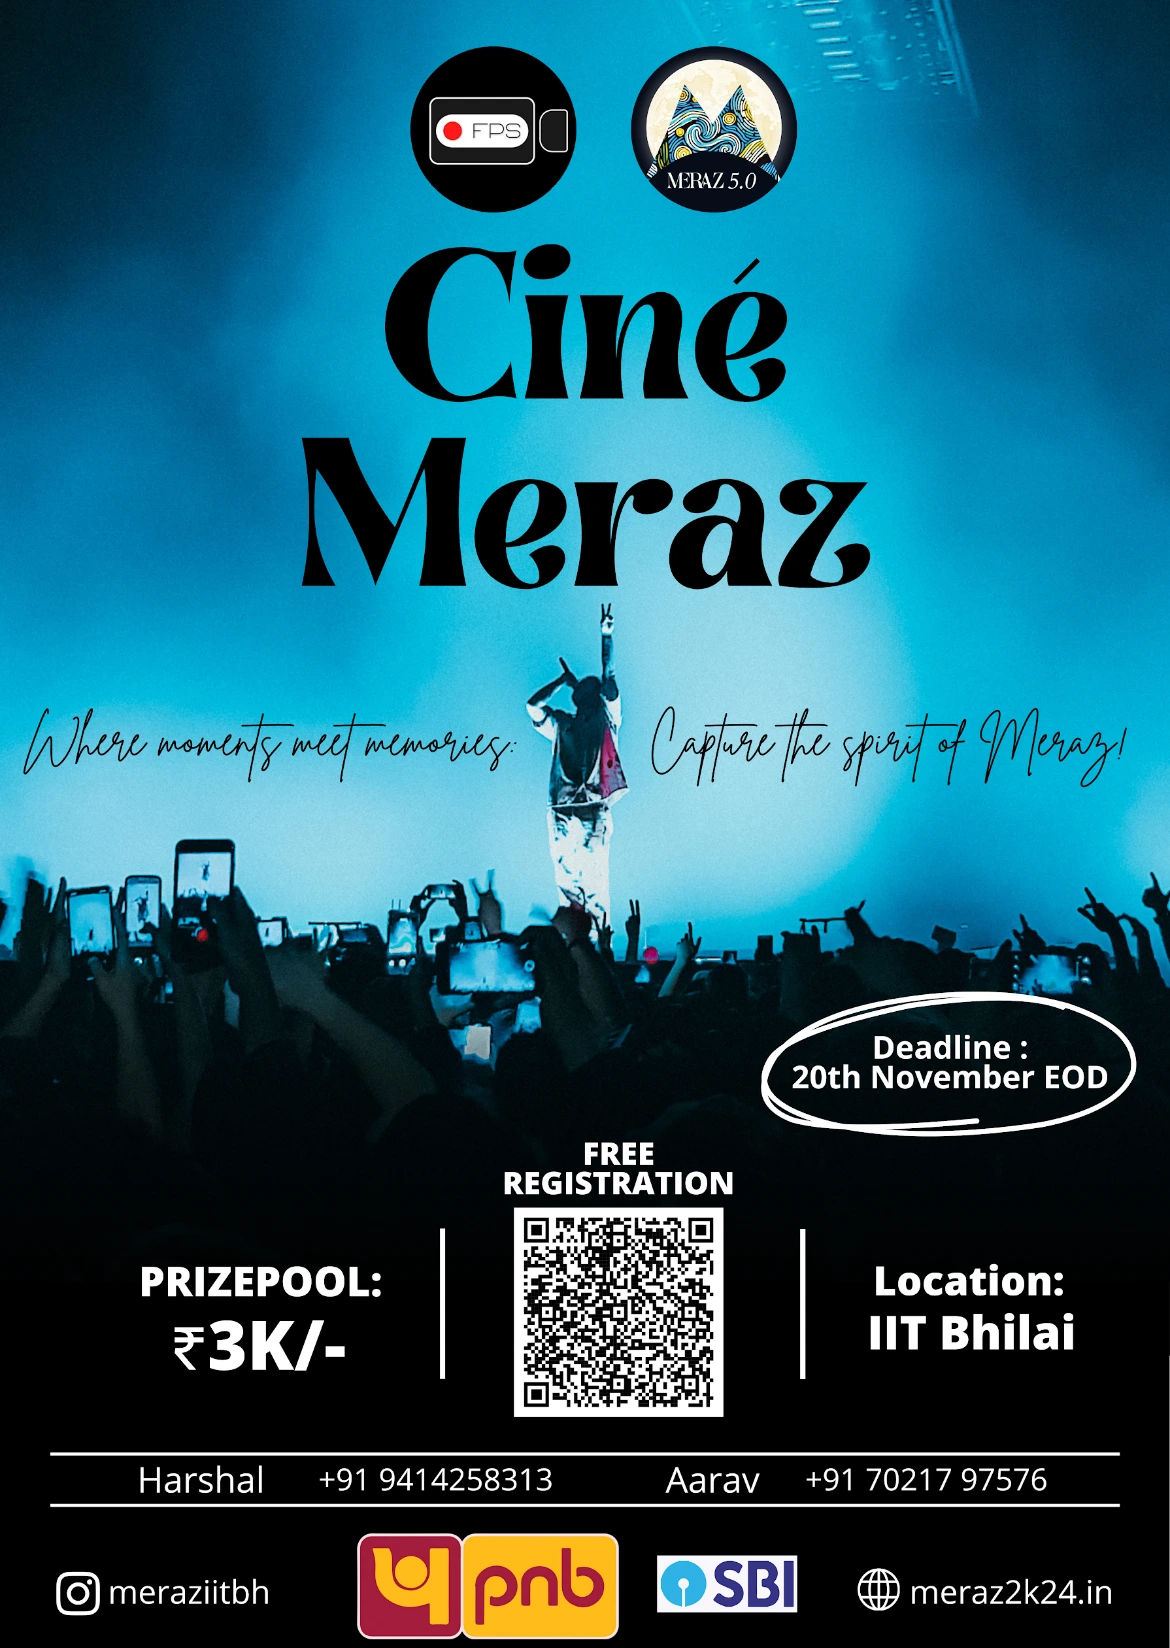 FPS
MERAZ 5.0
Ciné
Meraz
Where moments meet memories: Capture the spirit of Meraz!
Deadline :
20th November EOD
FREE
REGISTRATION
PRIZEPOOL:
₹3K/-
Location:
IIT Bhilai
Harshal +91 9414258313 Aarav +91 70217 97576
meraziitbh
pnb
SBI
meraz2k24.in